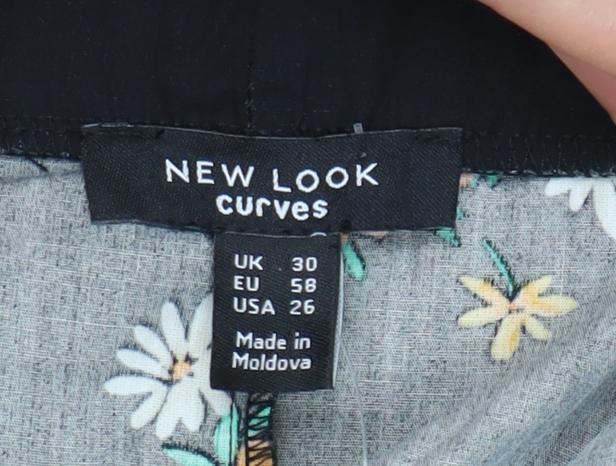 NEW LOOK
curves
UK 30
EU 58
USA 26
Made in
Moldova